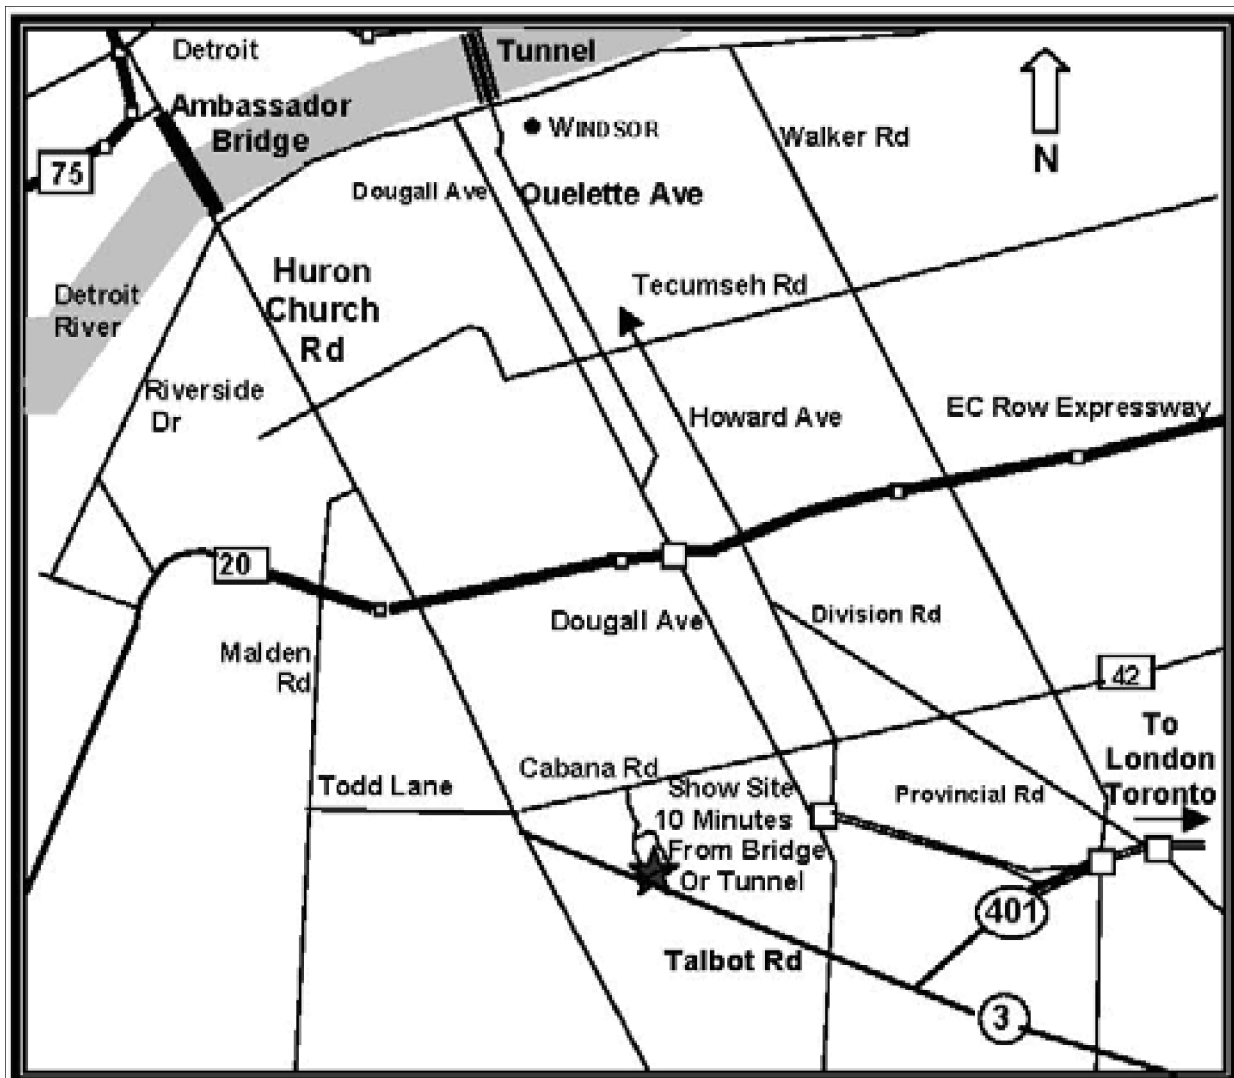 Detroit
Tunnel
Ambassador
Bridge
WINDSOR
Walker Rd
N
75
Dougall Ave
Ouelette Ave
Huron
Church
Rd
Tecumseh Rd
Detroit
River
Riverside
Dr
Howard Ave
EC Row Expressway
20
Dougall Ave
Division Rd
Malden
Rd
42
To
London
Toronto
Cabana Rd
Todd Lane
Show Site
10 Minutes
From Bridge
Or Tunnel
Provincial Rd
401
Talbot Rd
3